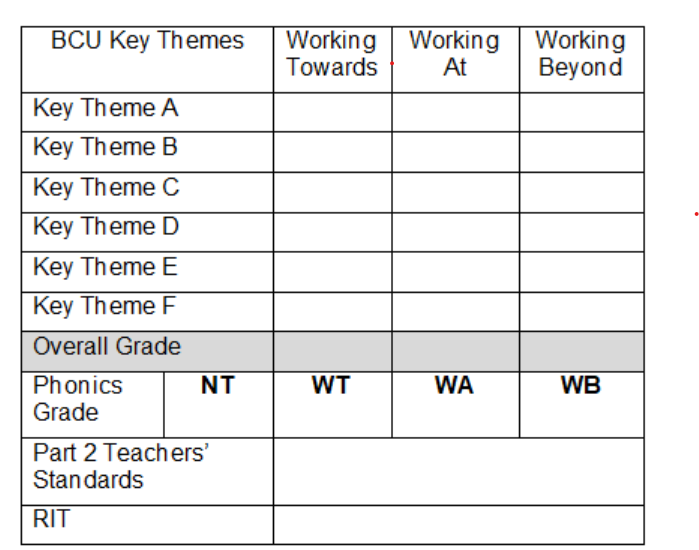 BCU Key Themes Working Towards Working At Working Beyond
Key Theme A
Key Theme B
Key Theme C
Key Theme D
Key Theme E
Key Theme F
Overall Grade
Phonics Grade NT WT WA WB
Part 2 Teachers'
Standards
RIT